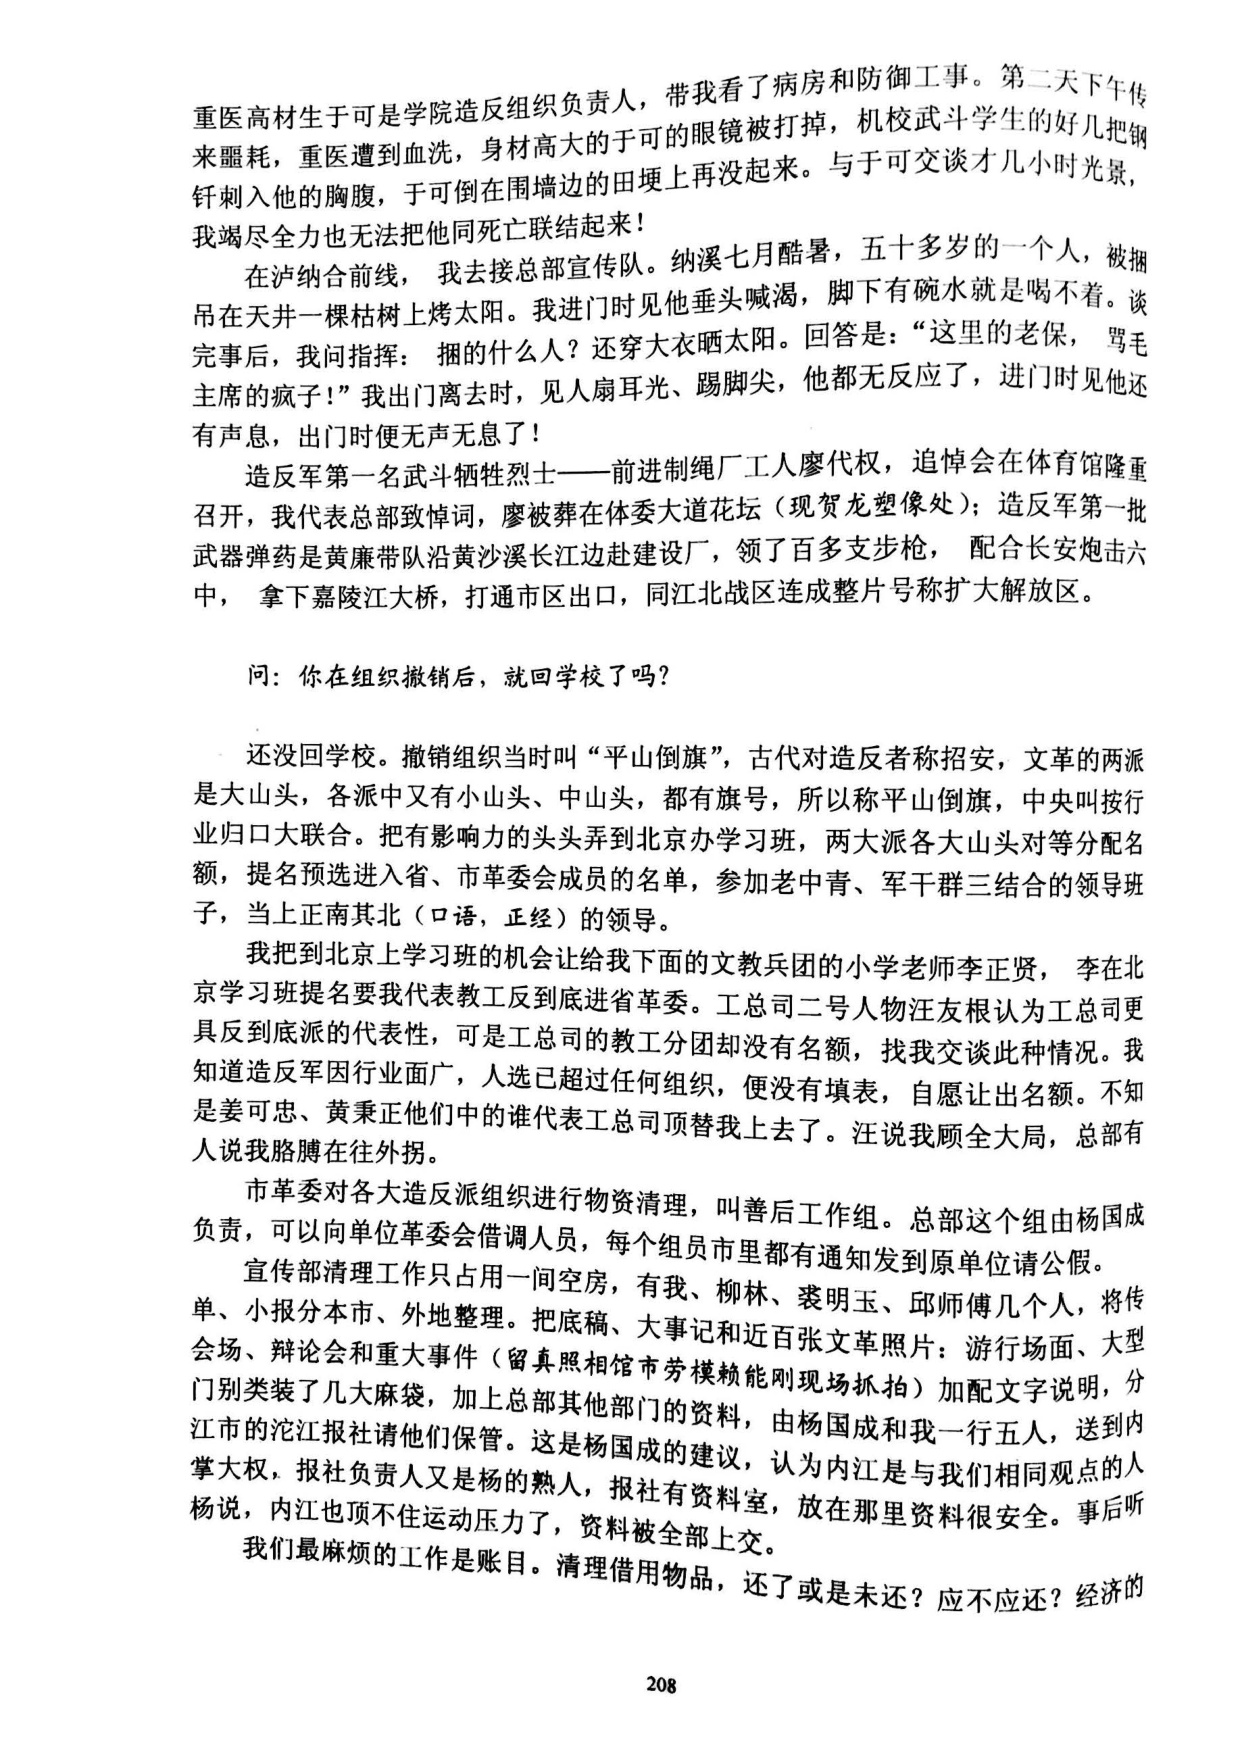 重医高材生于可是学院造反组织负责人，带我看了病房和防御工事。第二天下午传
来噩耗，重医遭到血洗，身材高大的于可的眼镜被打掉，机校武斗学生的好几把钢
钎刺入他的胸腹，于可倒在围墙边的田埂上再没起来。与于可交谈才几小时光景，
我竭尽全力也无法把他同死亡联结起来！
在泸纳合前线， 我去接总部宣传队。纳溪七月酷暑，五十多岁的一个人，被捆
吊在天井一棵枯树上烤太阳。我进门时见他垂头喊渴，脚下有碗水就是喝不着。谈
完事后，我问指挥： 捆的什么人？还穿大衣晒太阳。回答是：“这里的老保， 骂毛
主席的疯子！”我出门离去时，见人扇耳光、踢脚尖，他都无反应了，进门时见他还
有声息，出门时便无声无息了！
造反军第一名武斗牺牲烈士——前进制绳厂工人廖代权，追悼会在体育馆隆重
召开，我代表总部致悼词，廖被葬在体委大道花坛（现贺龙塑像处）；造反军第一批
武器弹药是黄廉带队沿黄沙溪长江边赴建设厂，领了百多支步枪， 配合长安炮击六
中， 拿下嘉陵江大桥，打通市区出口，同江北战区连成整片号称扩大解放区。
问：你在组织撤销后，就回学校了吗？
还没回学校。撤销组织当时叫“平山倒旗”，古代对造反者称招安，文革的两派
是大山头，各派中又有小山头、中山头，都有旗号，所以称平山倒旗，中央叫按行
业归口大联合。把有影响力的头头弄到北京办学习班，两大派各大山头对等分配名
额，提名预选进入省、市革委会成员的名单，参加老中青、军干群三结合的领导班
子，当上正南其北（口语，正经）的领导。
我把到北京上学习班的机会让给我下面的文教兵团的小学老师李正贤， 李在北
京学习班提名要我代表教工反到底进省革委。工总司二号人物汪友根认为工总司更
具反到底派的代表性，可是工总司的教工分团却没有名额，找我交谈此种情况。我
知道造反军因行业面广，人选已超过任何组织，便没有填表，自愿让出名额。不知
是姜可忠、黄秉正他们中的谁代表工总司顶替我上去了。汪说我顾全大局，总部有
人说我胳膊在往外拐。
市革委对各大造反派组织进行物资清理，叫善后工作组。总部这个组由杨国成
负责，可以向单位革委会借调人员，每个组员市里都有通知发到原单位请公假。
宣传部清理工作只占用一间空房，有我、柳林、裘明玉、邱师傅几个人，将传
单、小报分本市、外地整理。把底稿、大事记和近百张文革照片：游行场面、大型
会场、辩论会和重大事件（留真照相馆市劳模赖能刚现场抓拍）加配文字说明，分
门别类装了几大麻袋，加上总部其他部门的资料，由杨国成和我一行五人，送到内
江市的沱江报社请他们保管。这是杨国成的建议，认为内江是与我们相同观点的人
掌大权，报社负责人又是杨的熟人，报社有资料室，放在那里资料很安全。事后听
杨说，内江也顶不住运动压力了，资料被全部上交。
我们最麻烦的工作是账目。清理借用物品，还了或是未还？应不应还？经济的
208